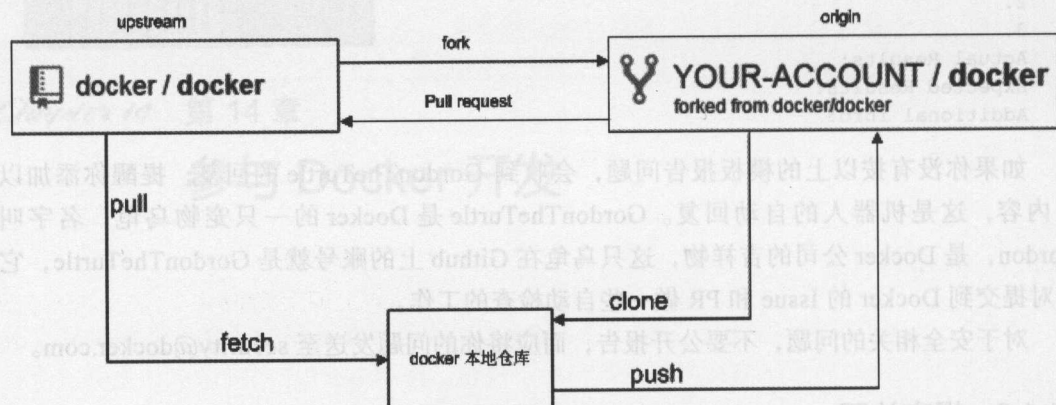 upstream
origin
docker / docker
fork
Pull request
YOUR-ACCOUNT / docker
forked from docker/docker
pull
clone
fetch
docker 本地仓库
push